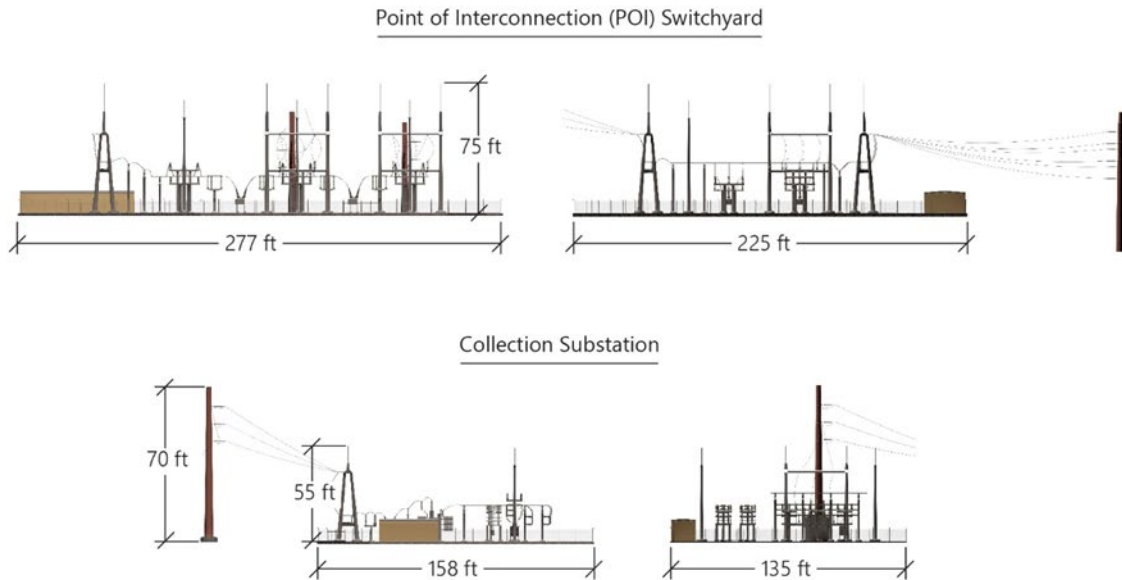 Point of Interconnection (POI) Switchyard
75 ft
277 ft
225 ft
Collection Substation
70 ft
55 ft
158 ft
135 ft